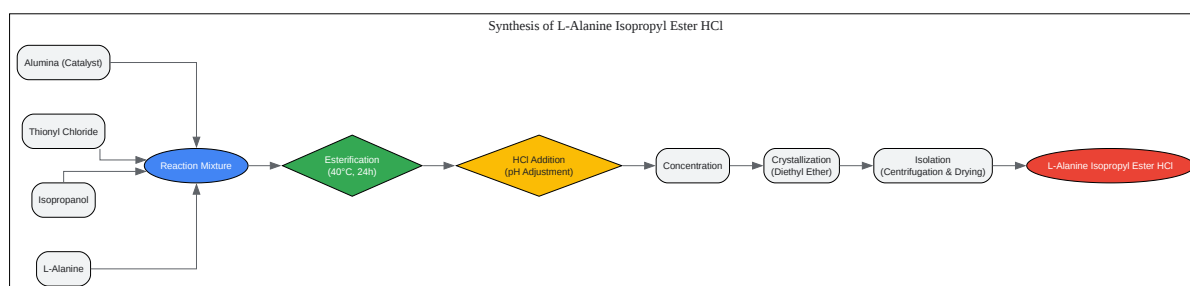 Synthesis of L-Alanine Isopropyl Ester HCl
Alumina (Catalyst)
Thionyl Chloride
Isopropanol
L-Alanine
Reaction Mixture
Esterification
(40°C, 24h)
HCl Addition
(pH Adjustment)
Concentration
Crystallization
(Diethyl Ether)
Isolation
(Centrifugation & Drying)
L-Alanine Isopropyl Ester HCl